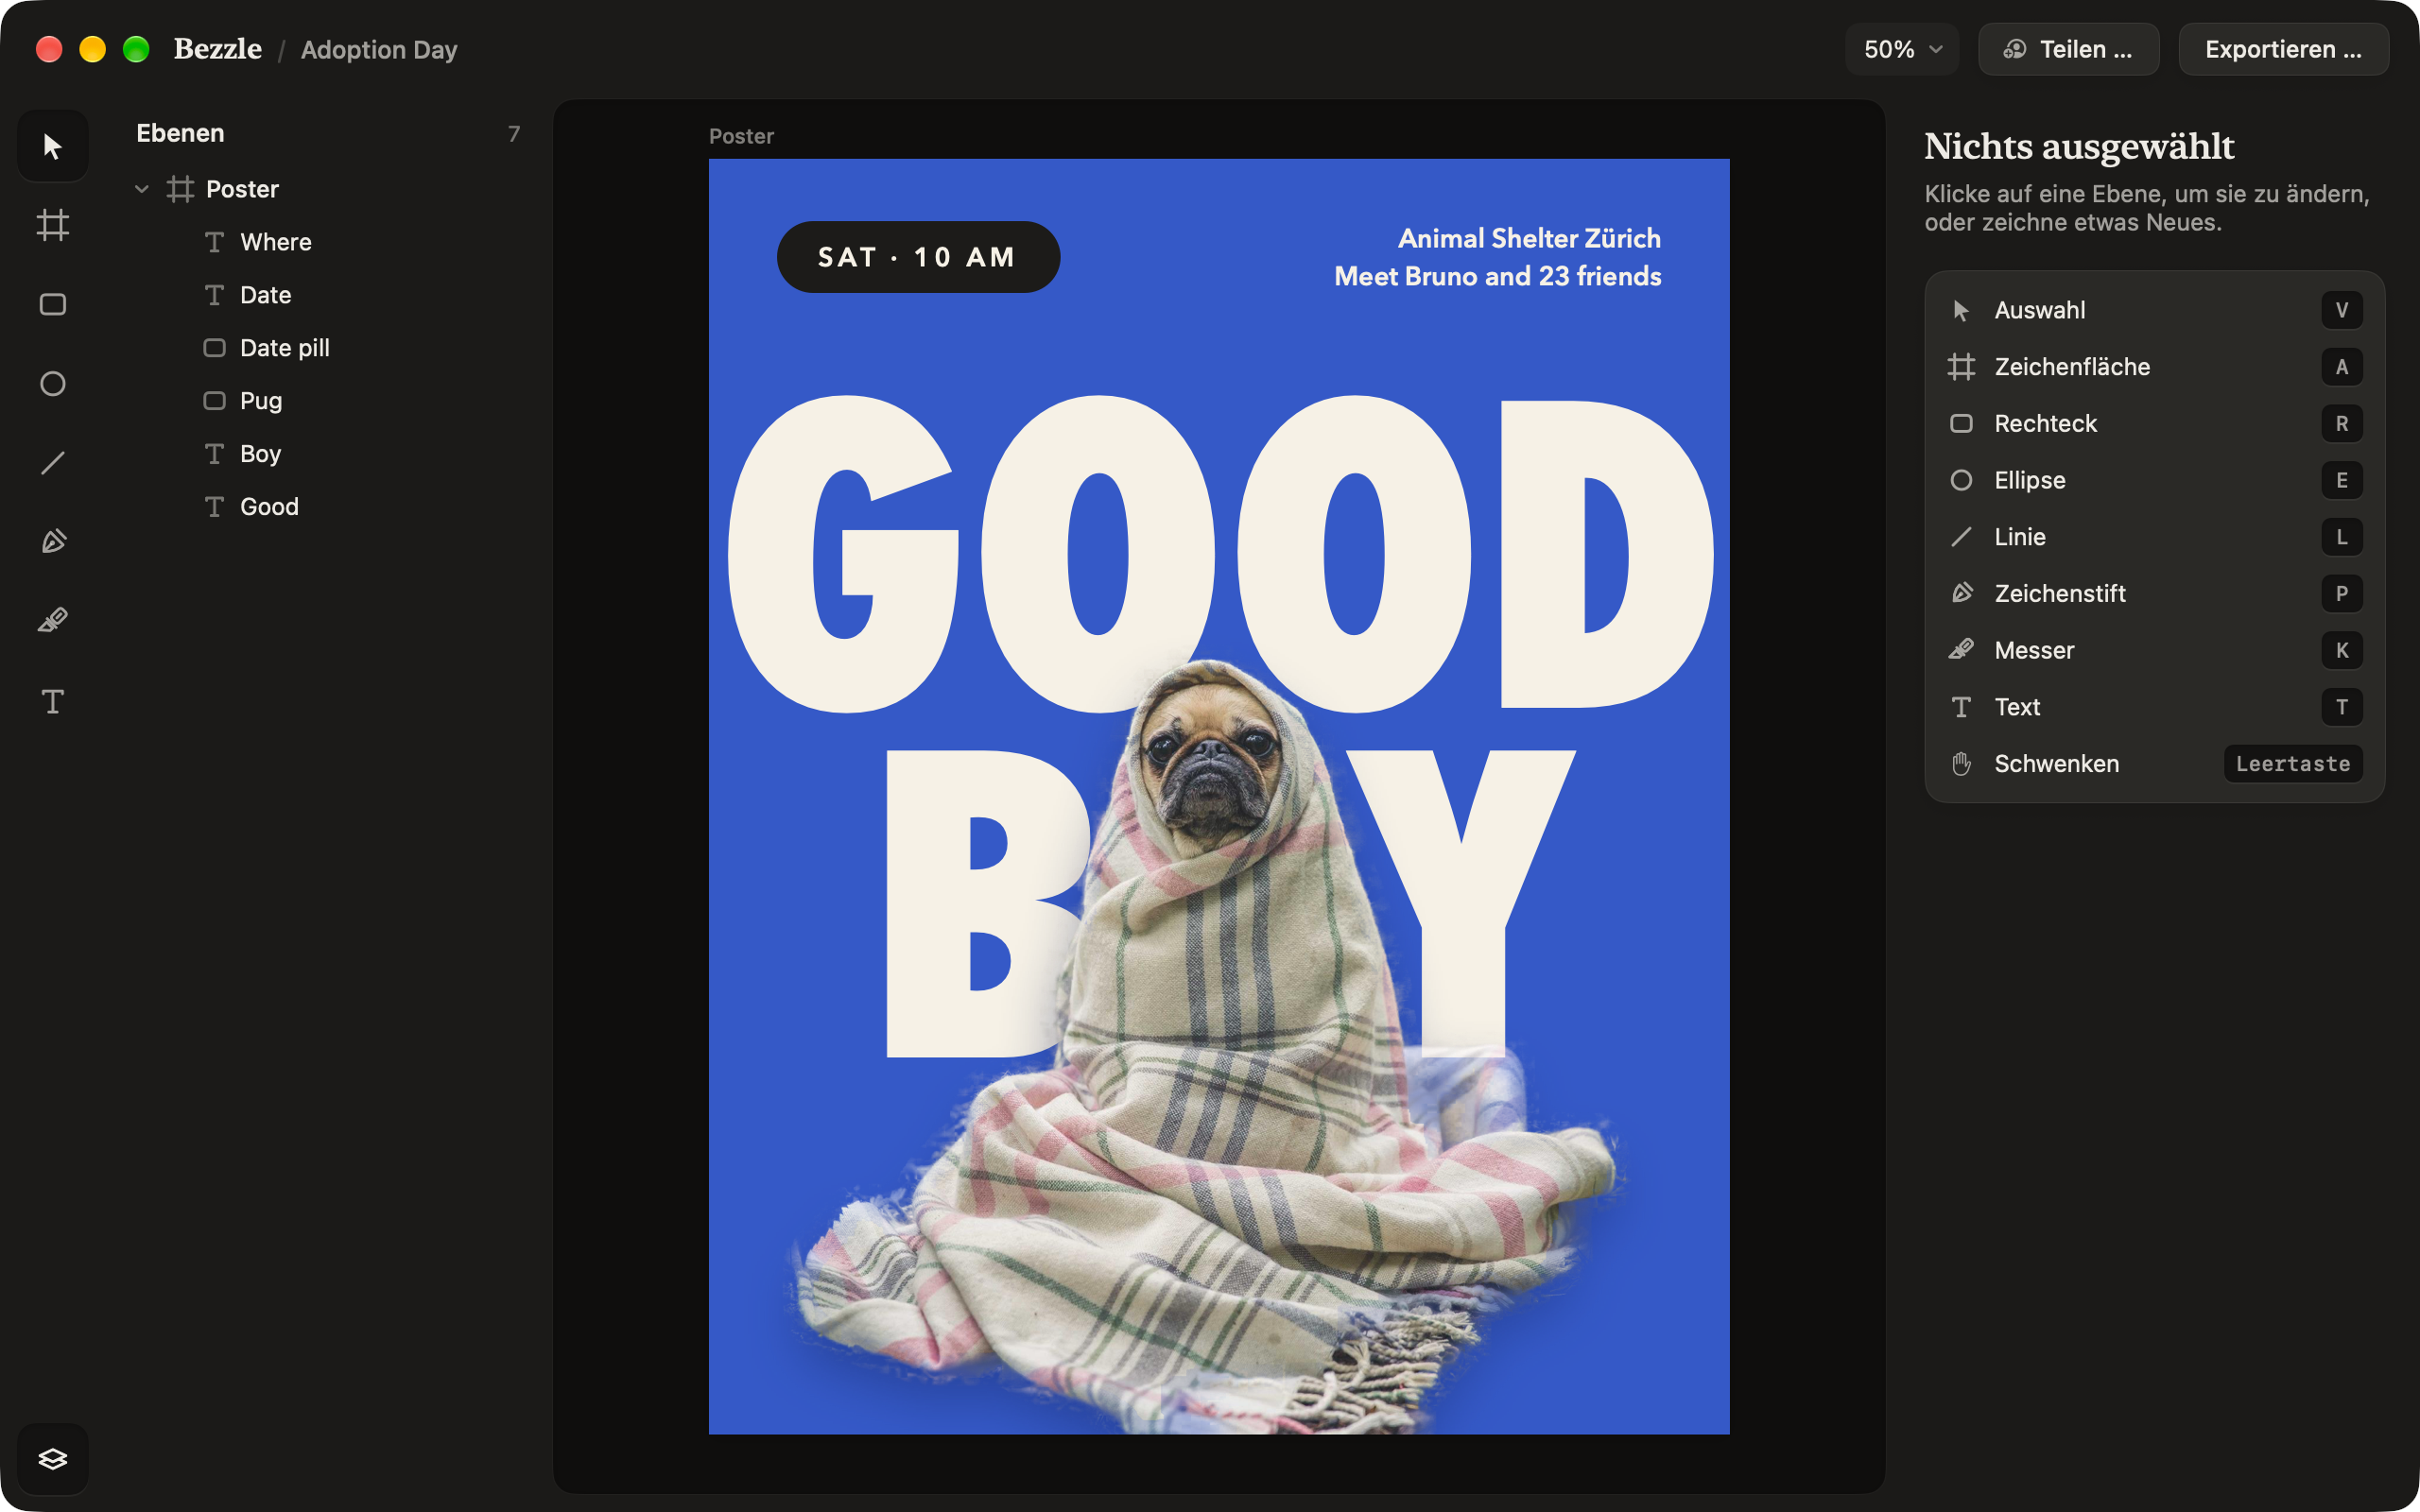 Bezzle / Adoption Day
50%
Teilen ...
Exportieren ...
Ebenen 7
Poster
Where
Date
Date pill
Pug
Boy
Good
Poster
SAT · 10 AM
Animal Shelter Zürich
Meet Bruno and 23 friends
GOOD
B Y
Nichts ausgewählt
Klicke auf eine Ebene, um sie zu ändern,
oder zeichne etwas Neues.
Auswahl V
Zeichenfläche A
Rechteck R
Ellipse E
Linie L
Zeichenstift P
Messer K
Text T
Schwenken Leertaste